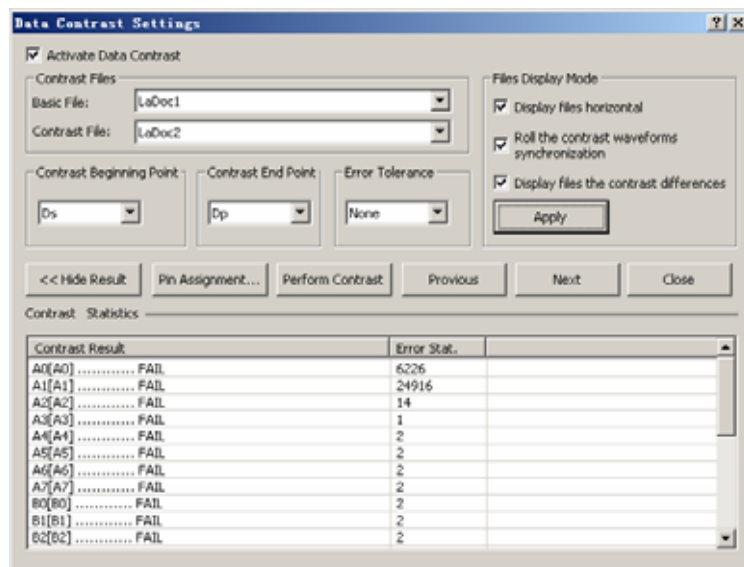 Data Contrast Settings
Activate Data Contrast
Contrast Files
Basic File: LaDoc1
Contrast File: LaDoc2
Files Display Mode
Display files horizontal
Roll the contrast waveforms
synchronization
Display files the contrast differences
Apply
Contrast Beginning Point
Ds
Contrast End Point
Dp
Error Tolerance
None
<< Hide Result
Pin Assignment...
Perform Contrast
Provious
Next
Close
Contrast Statistics
Contrast Result Error Stat.
A0[A0] ............ FAIL 6226
A1[A1] ............ FAIL 24916
A2[A2] ............ FAIL 14
A3[A3] ............ FAIL 1
A4[A4] ............ FAIL 2
A5[A5] ............ FAIL 2
A6[A6] ............ FAIL 2
A7[A7] ............ FAIL 2
B0[B0] ............ FAIL 2
B1[B1] ............ FAIL 2
B2[B2] ............ FAIL 2